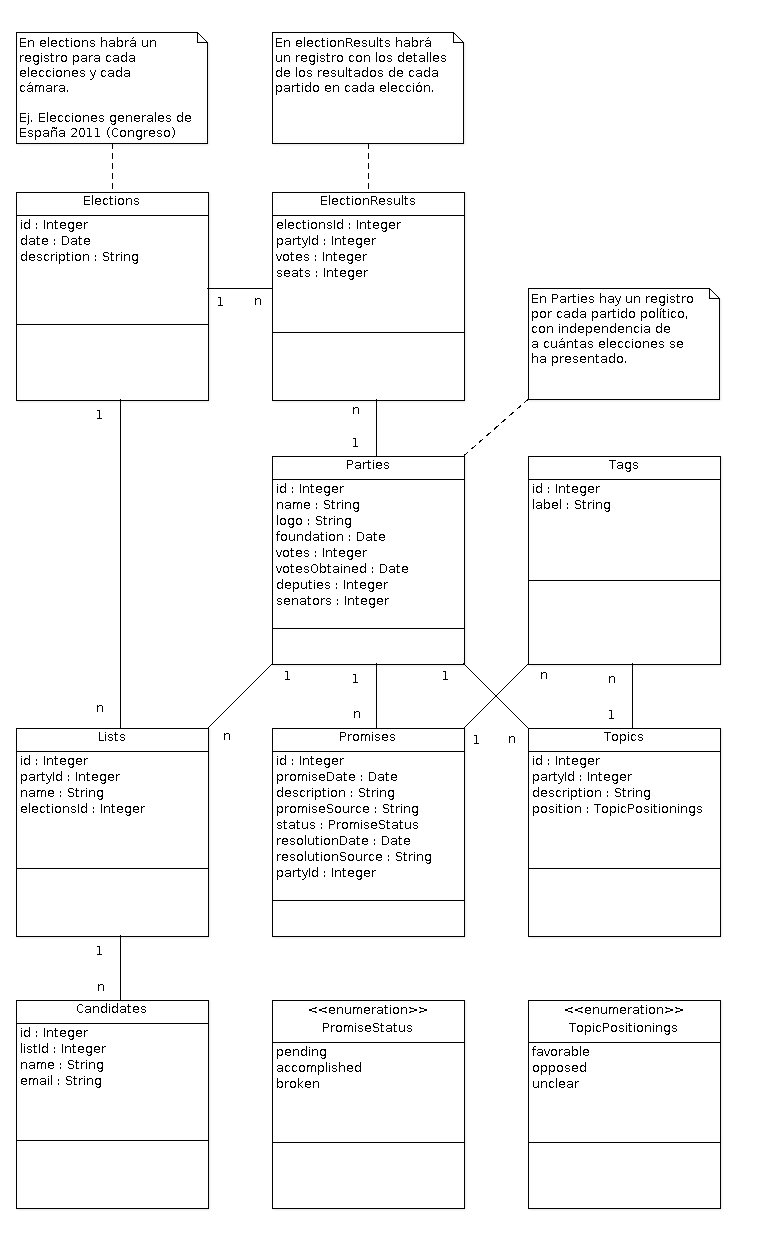 En elections habrá un
registro para cada
elecciones y cada
cámara.
Ej. Elecciones generales de
España 2011 (Congreso)
En electionResults habrá
un registro con los detalles
de los resultados de cada
partido en cada elección.
Elections
id : Integer
date : Date
description : String
ElectionResults
electionsId : Integer
partyId : Integer
votes : Integer
seats : Integer
1
n
En Parties hay un registro
por cada partido político,
con independencia de
a cuántas elecciones se
ha presentado.
1
n
1
Parties
id : Integer
name : String
logo : String
foundation : Date
votes : Integer
votesObtained : Date
deputies : Integer
senators : Integer
Tags
id : Integer
label : String
1
1
1
n
n
n
n
n
1
n
1
Lists
id : Integer
partyId : Integer
name : String
electionsId : Integer
Promises
id : Integer
promiseDate : Date
description : String
promiseSource : String
status : PromiseStatus
resolutionDate : Date
resolutionSource : String
partyId : Integer
Topics
id : Integer
partyId : Integer
description : String
position : TopicPositionings
1
n
Candidates
id : Integer
listId : Integer
name : String
email : String
<<enumeration>>
PromiseStatus
pending
accomplished
broken
<<enumeration>>
TopicPositionings
favorable
opposed
unclear